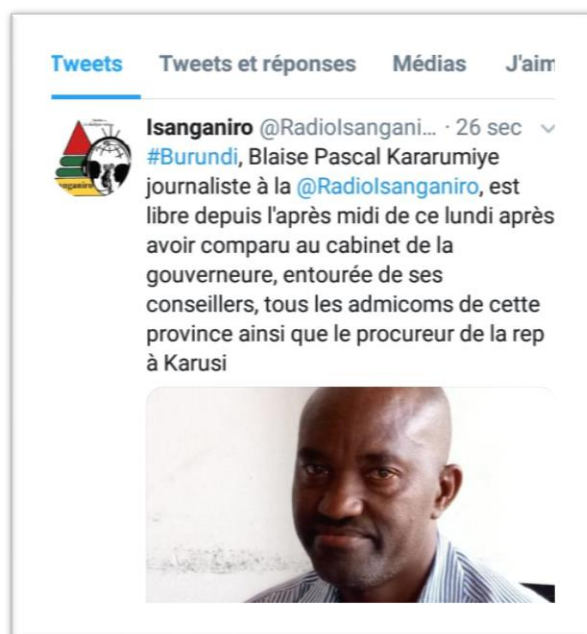 Tweets Tweets et réponses Médias J'aim
Isanganiro @RadioIsangani... · 26 sec
#Burundi, Blaise Pascal Kararumiye
journaliste à la @RadioIsanganiro, est
libre depuis l'après midi de ce lundi après
avoir comparu au cabinet de la
gouverneure, entourée de ses
conseillers, tous les admicoms de cette
province ainsi que le procureur de la rep
à Karusi